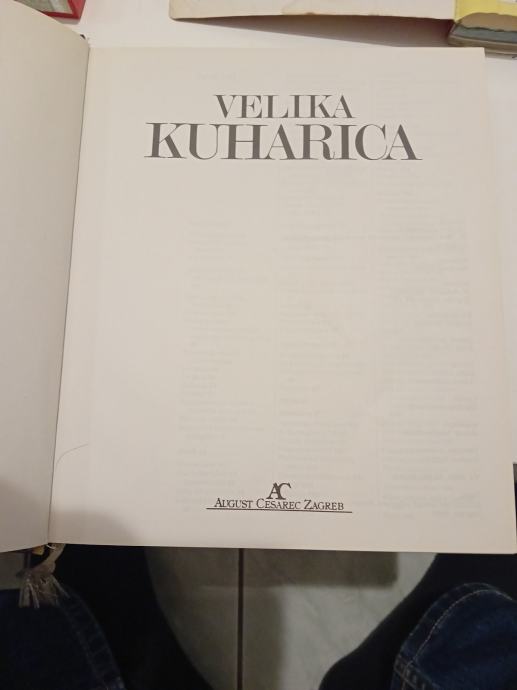 VELIKA
KUHARICA
AC
AUGUST CESAREC ZAGREB